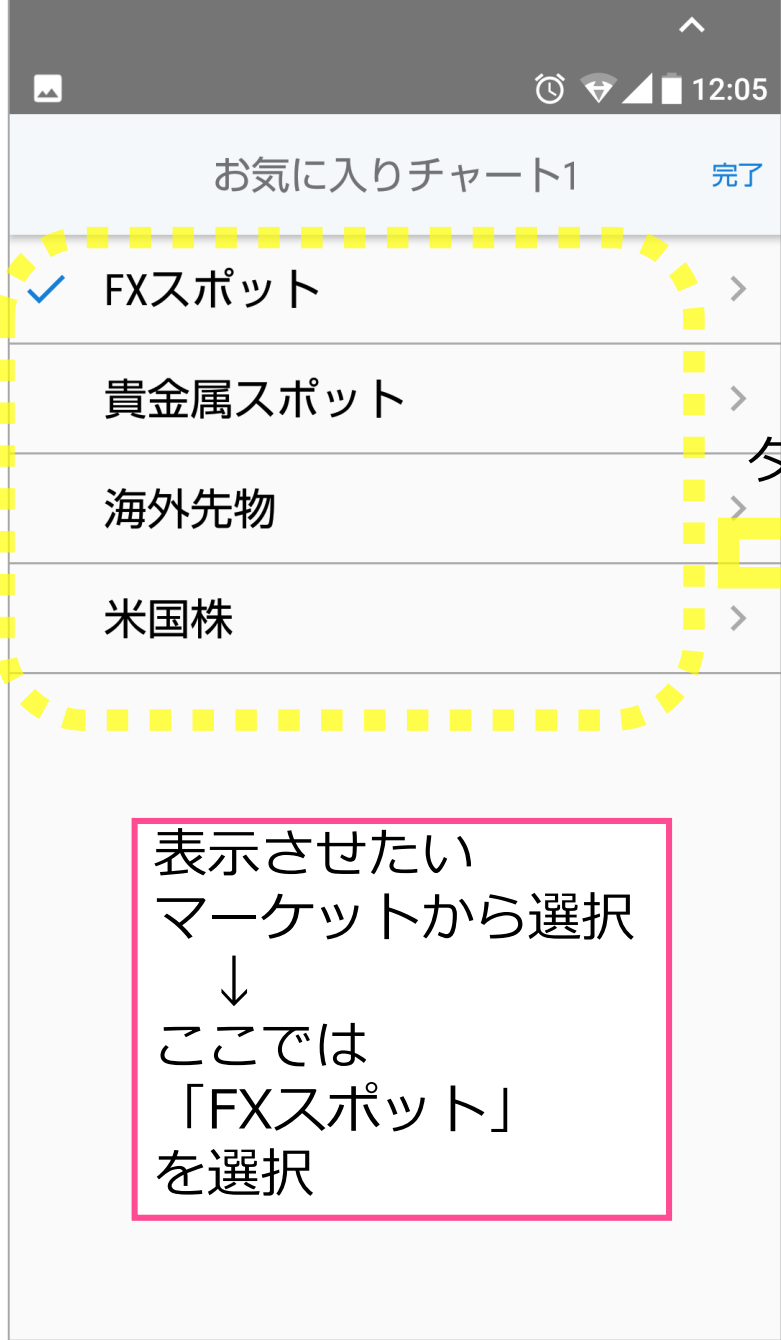 12:05
お気に入りチャート1
完了
FXスポット
貴金属スポット
海外先物
米国株
表示させたい
マーケットから選択
↓
ここでは
「FXスポット」
を選択